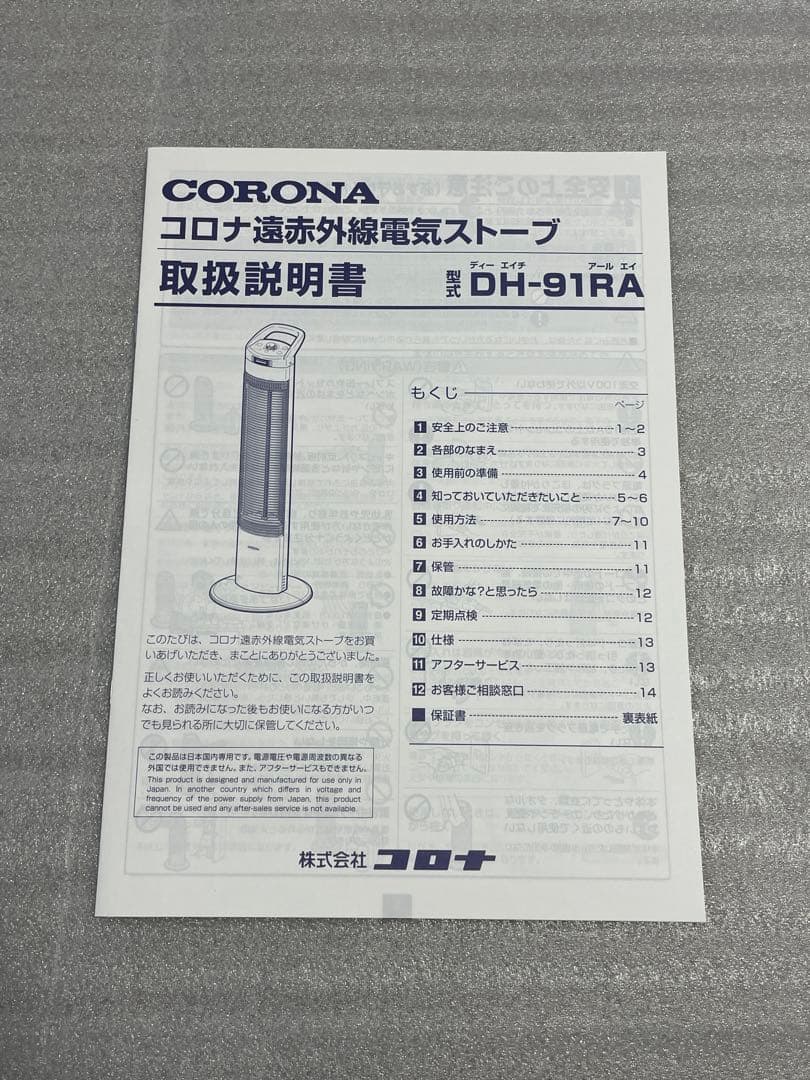 CORONA
コロナ遠赤外線電気ストーブ
取扱説明書
型式
ディー エイチ アール エイ
DH-91RA
もくじ
ページ
1 安全上のご注意 1~2
2 各部のなまえ 3
3 使用前の準備 4
4 知っておいていただきたいこと 5~6
5 使用方法 7~10
6 お手入れのしかた 11
7 保管 11
8 故障かな?と思ったら 12
9 定期点検 12
10 仕様 13
11 アフターサービス 13
12 お客様ご相談窓口 14
■ 保証書 裏表紙
このたびは、コロナ遠赤外線電気ストーブをお買
いあげいただき、まことにありがとうございました。
正しくお使いいただくために、この取扱説明書を
よくお読みください。
なお、お読みになった後もお使いになる方がいつ
でも見られる所に大切に保管してください。
この製品は日本国内専用です。電源電圧や電源周波数の異なる
外国では使用できません。また、アフターサービスもできません。
This product is designed and manufactured for use only in
Japan. In another country which differs in voltage and
frequency of the power supply from Japan, this product
cannot be used and any after-sales service is not available.
株式会社 コロナ